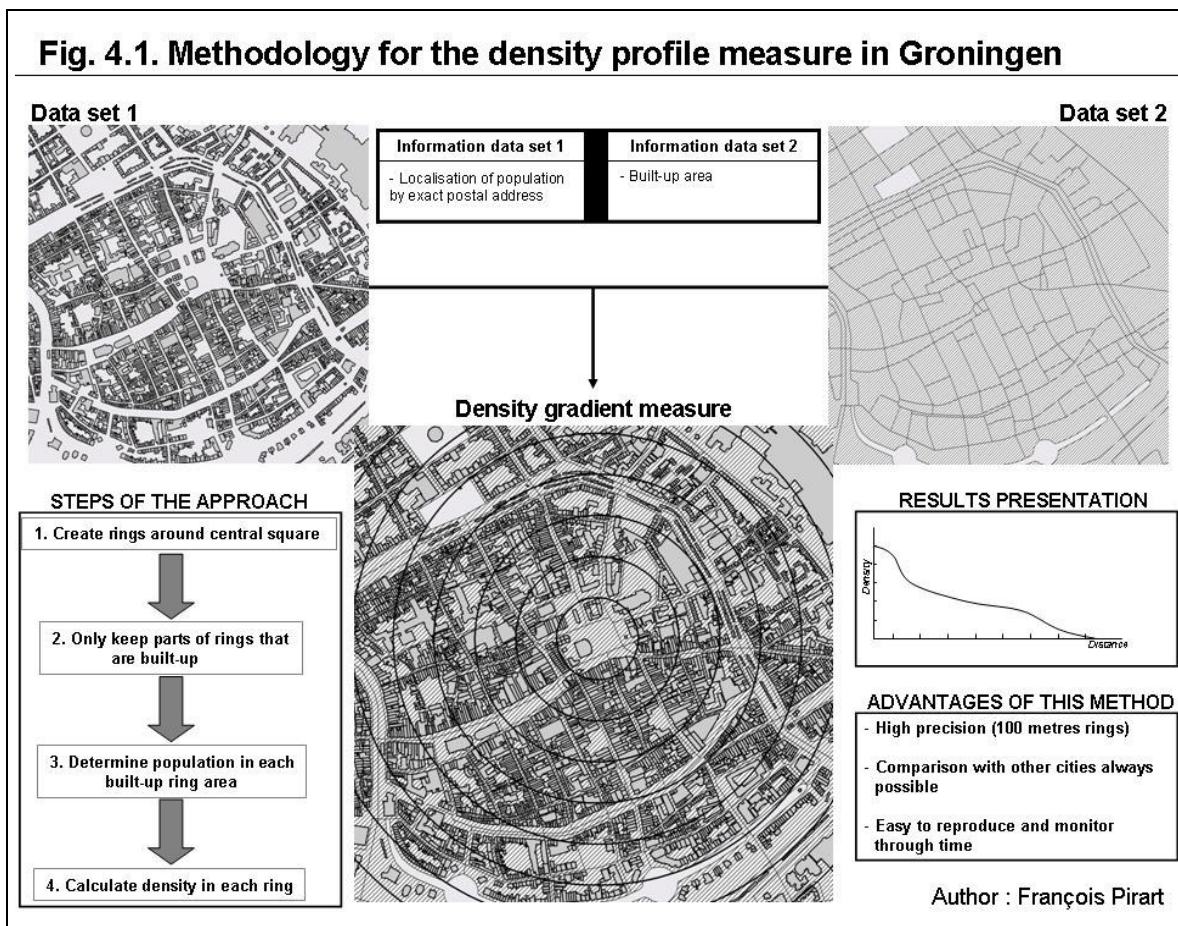 Fig. 4.1. Methodology for the density profile measure in Groningen
Data set 1
Data set 2
Information data set 1
- Localisation of population
by exact postal address
Information data set 2
- Built-up area
Density gradient measure
STEPS OF THE APPROACH
1. Create rings around central square
2. Only keep parts of rings that
are built-up
3. Determine population in each
built-up ring area
4. Calculate density in each ring
RESULTS PRESENTATION
Density
Distance
ADVANTAGES OF THIS METHOD
- High precision (100 metres rings)
- Comparison with other cities always
possible
- Easy to reproduce and monitor
through time
Author : François Pirart